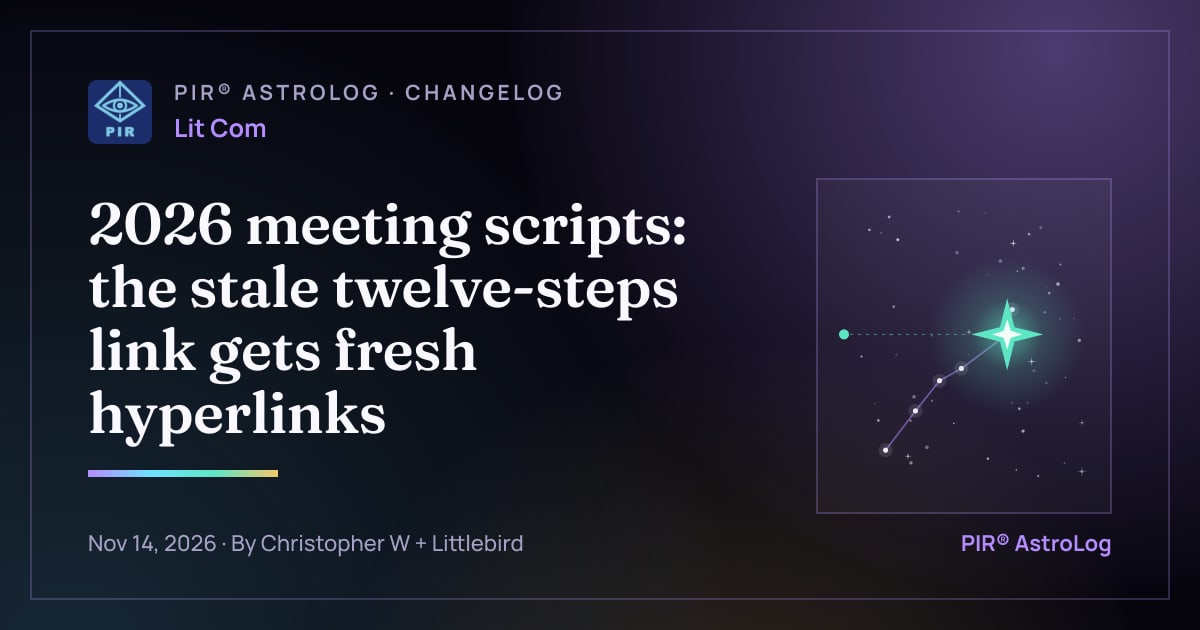 PIR
PIR® ASTROLOG · CHANGELOG
Lit Com
2026 meeting scripts:
the stale twelve-steps
link gets fresh
hyperlinks
Nov 14, 2026 · By Christopher W + Littlebird
PIR® AstroLog